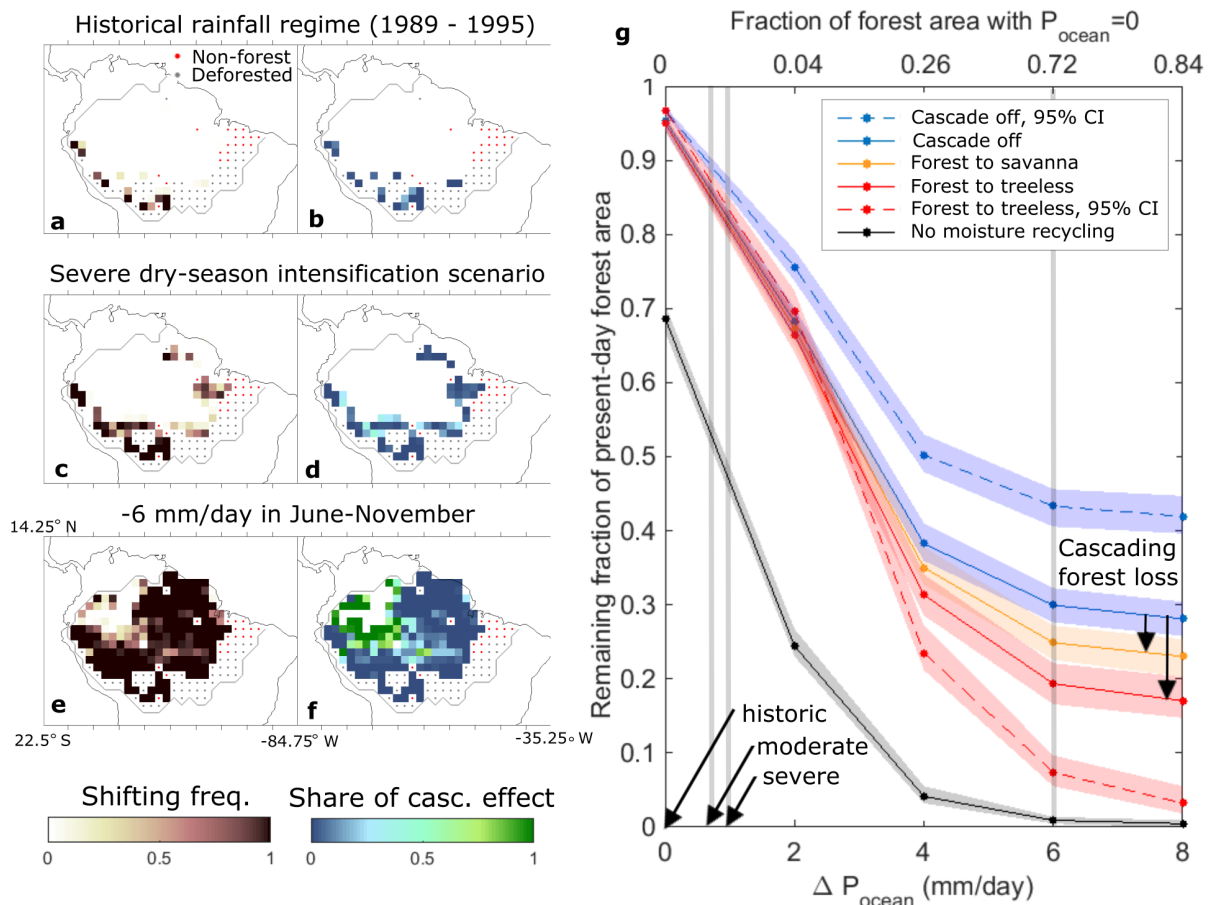 Historical rainfall regime (1989 - 1995)
Non-forest
Deforested
a
b
Severe dry-season intensification scenario
c
d
-6 mm/day in June-November
14.25° N
e
f
22.5° S
-84.75° W
-35.25° W
Shifting freq.
Share of casc. effect
0
0.5
1
0
0.5
1
g
Fraction of forest area with P_ocean=0
0
0.04
0.26
0.72
0.84
Remaining fraction of present-day forest area
1
0.9
0.8
0.7
0.6
0.5
0.4
0.3
0.2
0.1
0
Cascade off, 95% CI
Cascade off
Forest to savanna
Forest to treeless
Forest to treeless, 95% CI
No moisture recycling
Cascading
forest loss
historic
moderate
severe
0
2
4
6
8
Δ P_ocean (mm/day)